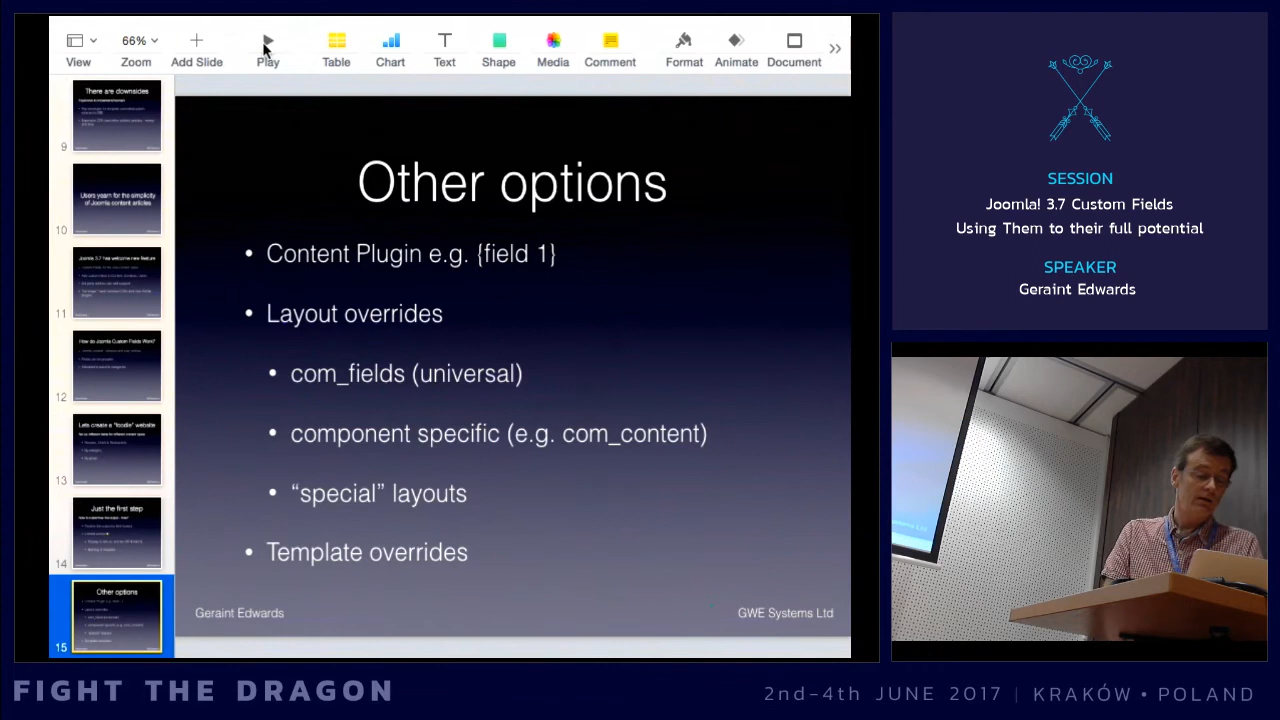 View
66%
Zoom
Add Slide
Play
Table
Chart
Text
Shape
Media
Comment
Format
Animate
Document
There are downsides
9
Users yearn for the simplicity
of Joomla content articles
10
Joomla 3.7 has welcome new feature
11
How do Joomla Custom Fields Work?
12
Lets create a "foodie" website
13
Just the first step
14
Other options
15
Other options
• Content Plugin e.g. {field 1}
• Layout overrides
• com_fields (universal)
• component specific (e.g. com_content)
• “special” layouts
• Template overrides
Geraint Edwards
GWE Systems Ltd
SESSION
Joomla! 3.7 Custom Fields
Using Them to their full potential
SPEAKER
Geraint Edwards
FIGHT THE DRAGON
2nd-4th JUNE 2017 | KRAKÓW • POLAND